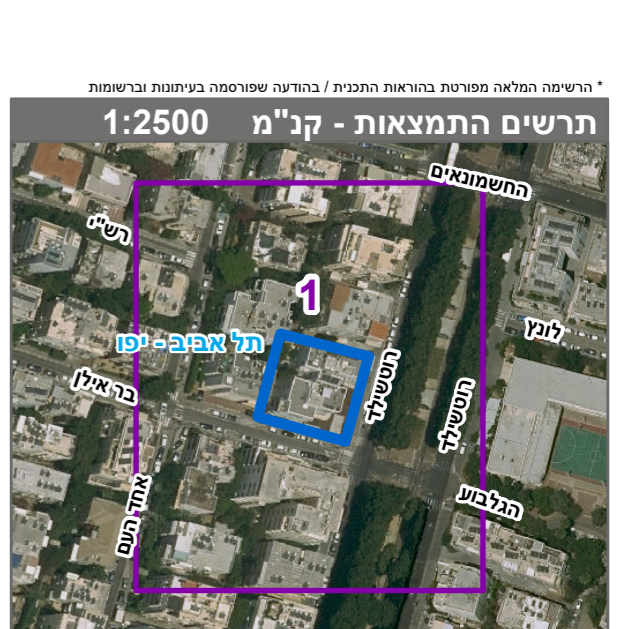 * הרשימה המלאה מפורטת בהוראות התכנית / בהודעה שפורסמה בעיתונות וברשומות
תרשים התמצאות - קנ"מ 1:2500
החשמונאים
רש"י
1
לונץ
תל אביב - יפו
רוטשילד
בר אילן
רוטשילד
הגלבוע
אחד העם